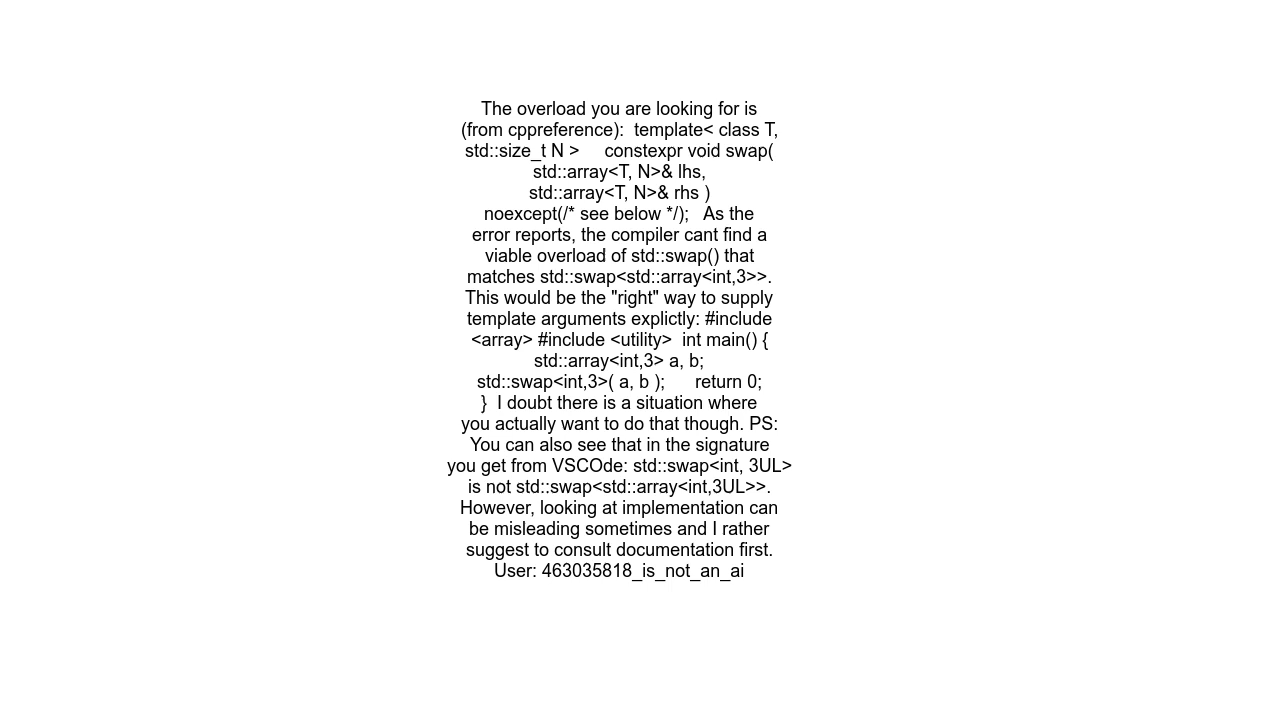 The overload you are looking for is
(from cppreference):  template< class T,
std::size_t N >     constexpr void swap(
std::array<T, N>& lhs,
std::array<T, N>& rhs )
noexcept(/* see below */);   As the
error reports, the compiler cant find a
viable overload of std::swap() that
matches std::swap<std::array<int,3>>.
This would be the "right" way to supply
template arguments explictly: #include
<array> #include <utility>  int main() {
std::array<int,3> a, b;
std::swap<int,3>( a, b );      return 0;
}  I doubt there is a situation where
you actually want to do that though. PS:
You can also see that in the signature
you get from VSCOde: std::swap<int, 3UL>
is not std::swap<std::array<int,3UL>>.
However, looking at implementation can
be misleading sometimes and I rather
suggest to consult documentation first.
User: 463035818_is_not_an_ai